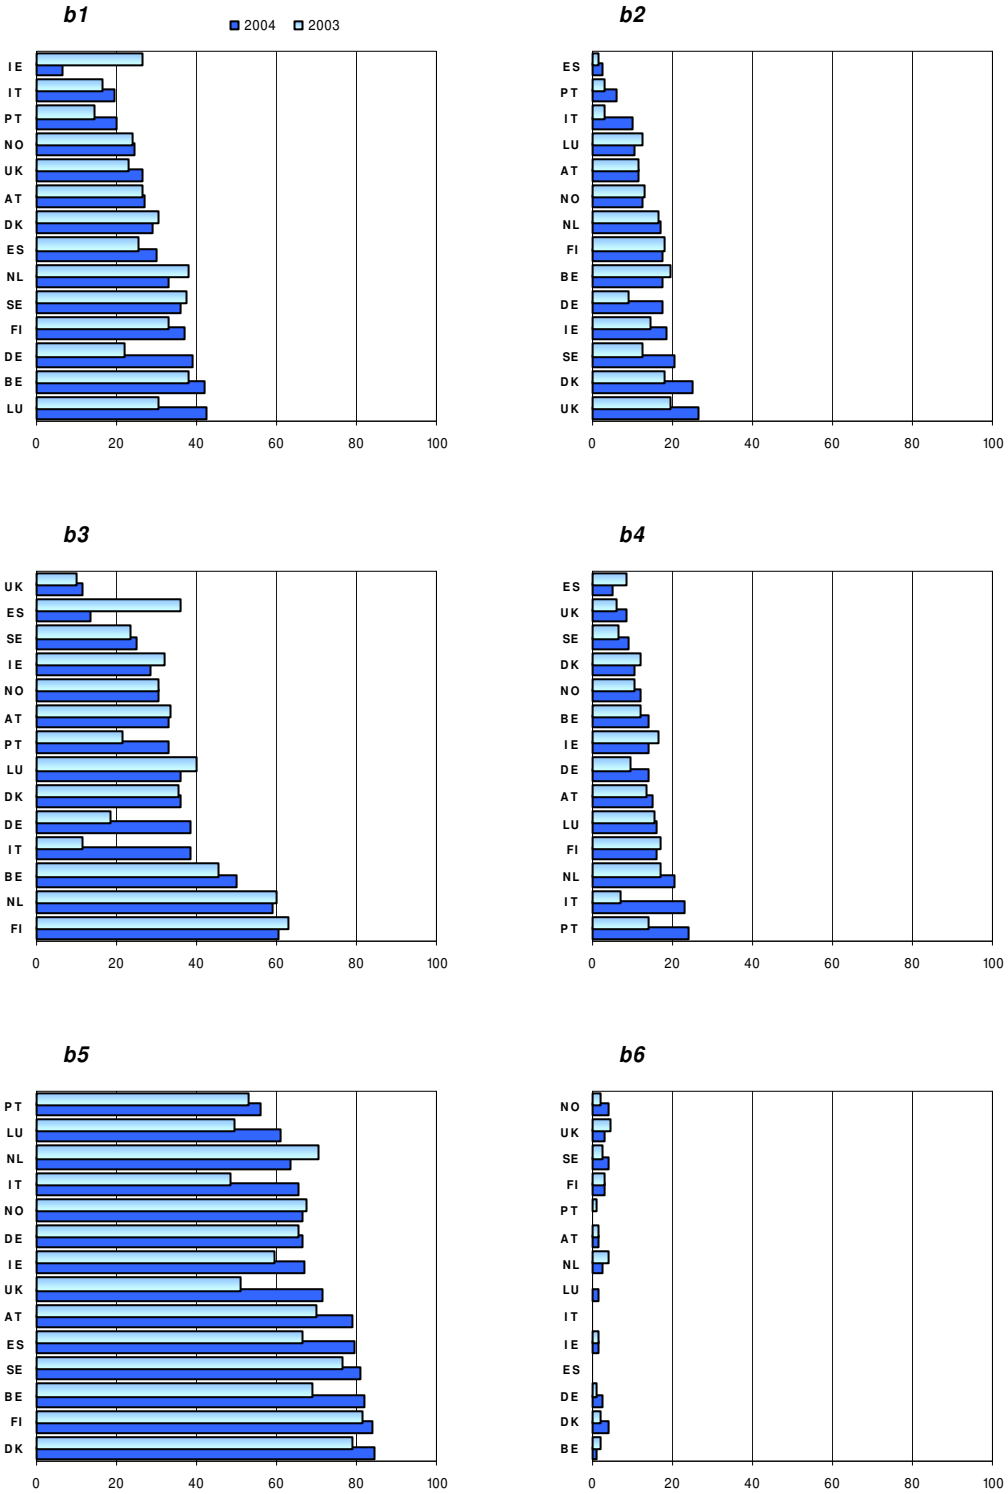 b1
2004 2003
IE
IT
PT
NO
UK
AT
DK
ES
NL
SE
FI
DE
BE
LU
0 20 40 60 80 100
b2
ES
PT
IT
LU
AT
NO
NL
FI
BE
DE
IE
SE
DK
UK
0 20 40 60 80 100
b3
UK
ES
SE
IE
NO
AT
PT
LU
DK
DE
IT
BE
NL
FI
0 20 40 60 80 100
b4
ES
UK
SE
DK
NO
BE
IE
DE
AT
LU
FI
NL
IT
PT
0 20 40 60 80 100
b5
PT
LU
NL
IT
NO
DE
IE
UK
AT
ES
SE
BE
FI
DK
0 20 40 60 80 100
b6
NO
UK
SE
FI
PT
AT
NL
LU
IT
IE
ES
DE
DK
BE
0 20 40 60 80 100